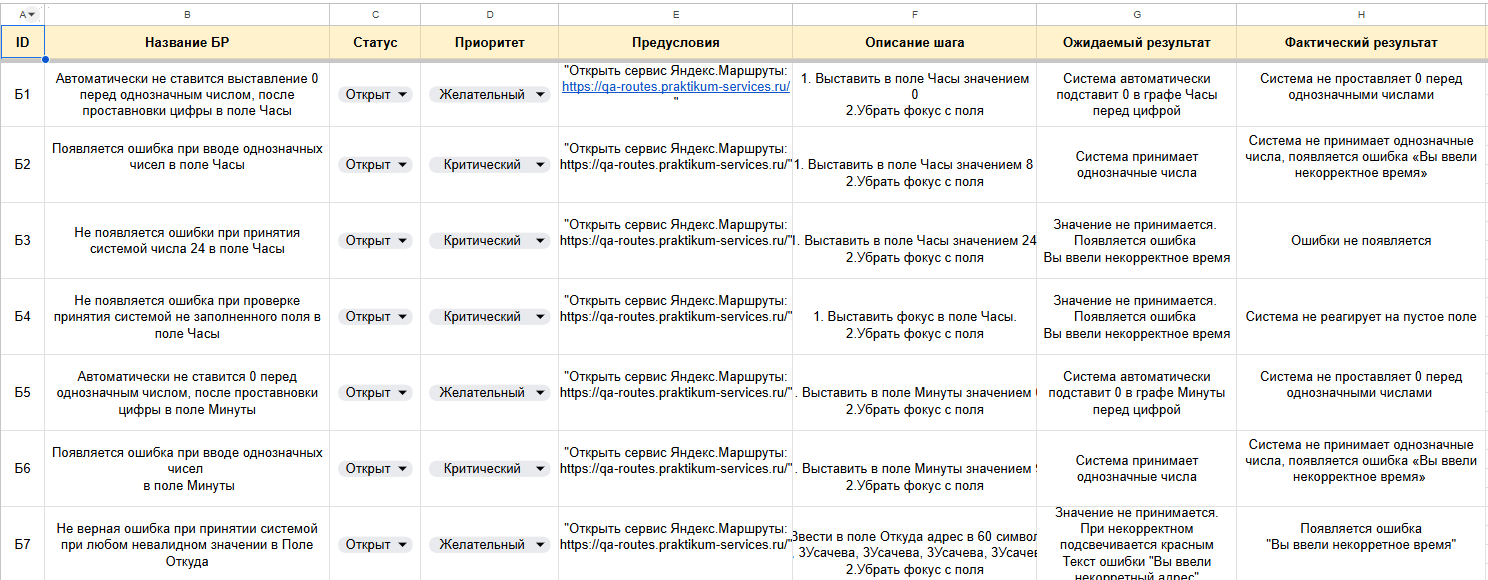 A B C D E F G H
ID Название БР Статус Приоритет Предусловия Описание шага Ожидаемый результат Фактический результат
Б1
Автоматически не ставится выставление 0
перед однозначным числом, после
проставновки цифры в поле Часы
Открыт
Желательный
"Открыть сервис Яндекс.Маршруты:
https://qa-routes.praktikum-services.ru/
"
1. Выставить в поле Часы значением
0
2.Убрать фокус с поля
Система автоматически
подставит 0 в графе Часы
перед цифрой
Система не проставляет 0 перед
однозначными числами
Б2
Появляется ошибка при вводе однозначных
чисел в поле Часы
Открыт
Критический
"Открыть сервис Яндекс.Маршруты:
https://qa-routes.praktikum-services.ru/"
1. Выставить в поле Часы значением 8
2.Убрать фокус с поля
Система принимает
однозначные числа
Система не принимает однозначные
числа, появляется ошибка «Вы ввели
некорректное время»
Б3
Не появляется ошибки при принятия
системой числа 24 в поле Часы
Открыт
Критический
"Открыть сервис Яндекс.Маршруты:
https://qa-routes.praktikum-services.ru/"
1. Выставить в поле Часы значением 24
2.Убрать фокус с поля
Значение не принимается.
Появляется ошибка
Вы ввели некорректное время
Ошибки не появляется
Б4
Не появляется ошибка при проверке
принятия системой не заполненного поля в
поле Часы
Открыт
Критический
"Открыть сервис Яндекс.Маршруты:
https://qa-routes.praktikum-services.ru/"
1. Выставить фокус в поле Часы.
2.Убрать фокус с поля
Значение не принимается.
Появляется ошибка
Вы ввели некорректное время
Система не реагирует на пустое поле
Б5
Автоматически не ставится 0 перед
однозначным числом, после проставновки
цифры в поле Минуты
Открыт
Желательный
"Открыть сервис Яндекс.Маршруты:
https://qa-routes.praktikum-services.ru/"
. Выставить в поле Минуты значением
2.Убрать фокус с поля
Система автоматически
подставит 0 в графе Минуты
перед цифрой
Система не проставляет 0 перед
однозначными числами
Б6
Появляется ошибка при вводе однозначных
чисел
в поле Минуты
Открыт
Критический
"Открыть сервис Яндекс.Маршруты:
https://qa-routes.praktikum-services.ru/"
. Выставить в поле Минуты значением
2.Убрать фокус с поля
Система принимает
однозначные числа
Система не принимает однозначные
числа, появляется ошибка «Вы ввели
некорректное время»
Б7
Не верная ошибка при принятии системой
при любом невалидном значении в Поле
Откуда
Открыт
Желательный
"Открыть сервис Яндекс.Маршруты:
https://qa-routes.praktikum-services.ru/"
Ввести в поле Откуда адрес в 60 символ
, 3Усачева, 3Усачева, 3Усачева, 3Усаче
2.Убрать фокус с поля
Значение не принимается.
При некорректном
подсвечивается красным
Текст ошибки "Вы ввели
некорретный адрес"
Появляется ошибка
"Вы ввели некорретное время"